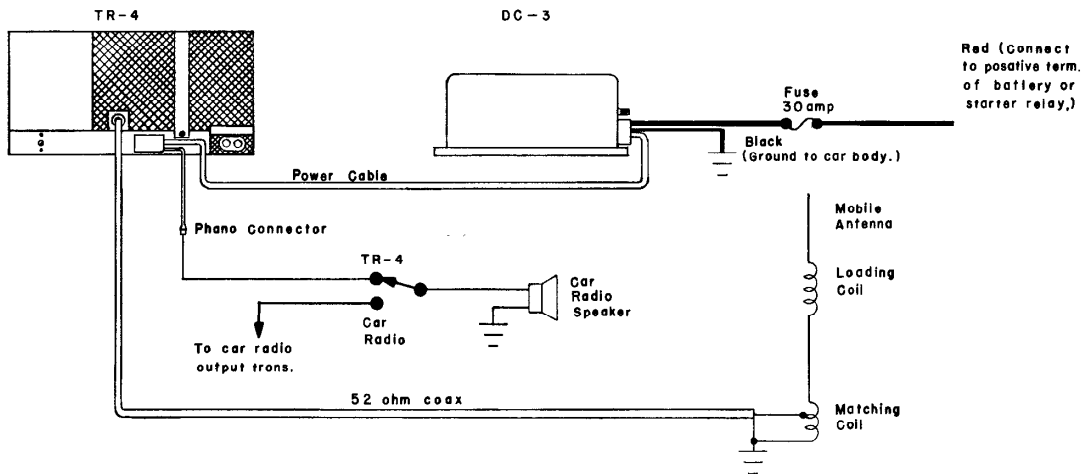 TR-4
DC-3
Red (Connect
to posative term.
of battery or
starter relay,)
Fuse
30 amp
Black
(Ground to car body.)
Power Cable
Mobile
Antenna
Phano Connector
TR-4
Loading
Coil
Car
Radio
Speaker
Car
Radio
To car radio
output trons.
52 ohm coax
Matching
Coil